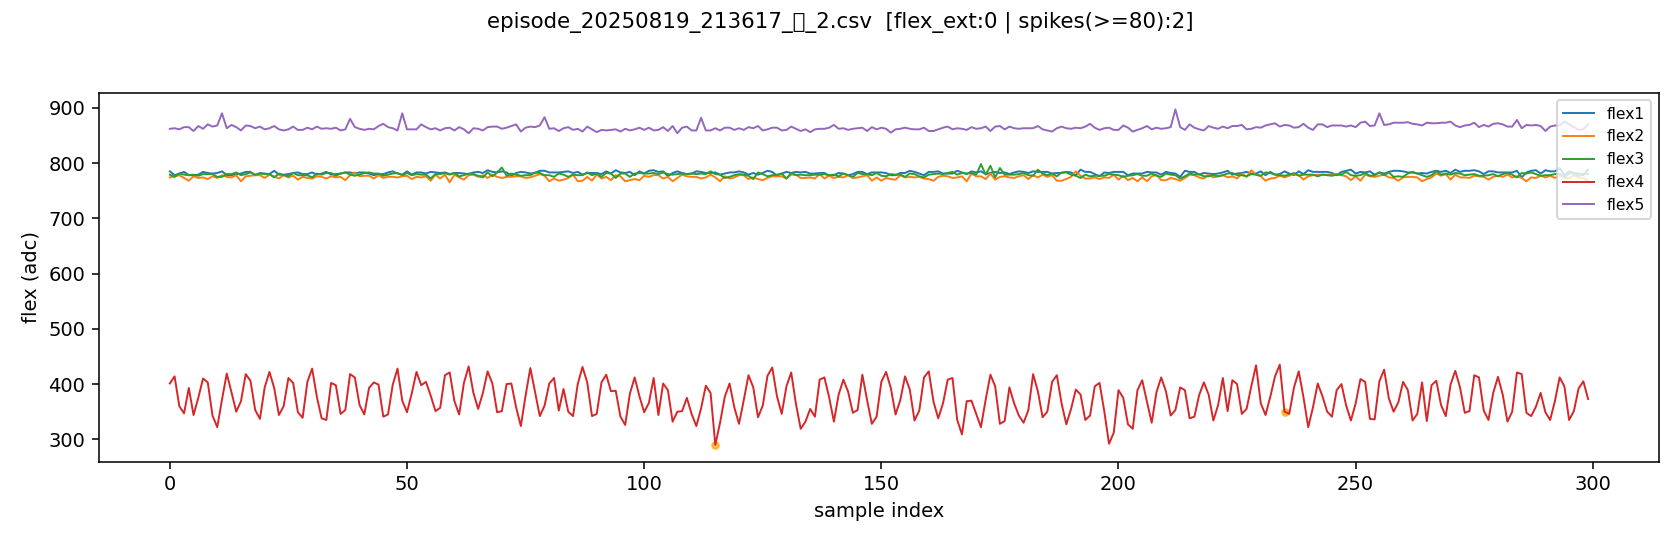 episode_20250819_213617_▯_2.csv [flex_ext:0 | spikes(>=80):2]
900
800
700
600
500
400
300
flex (adc)
0 50 100 150 200 250 300
sample index
flex1
flex2
flex3
flex4
flex5